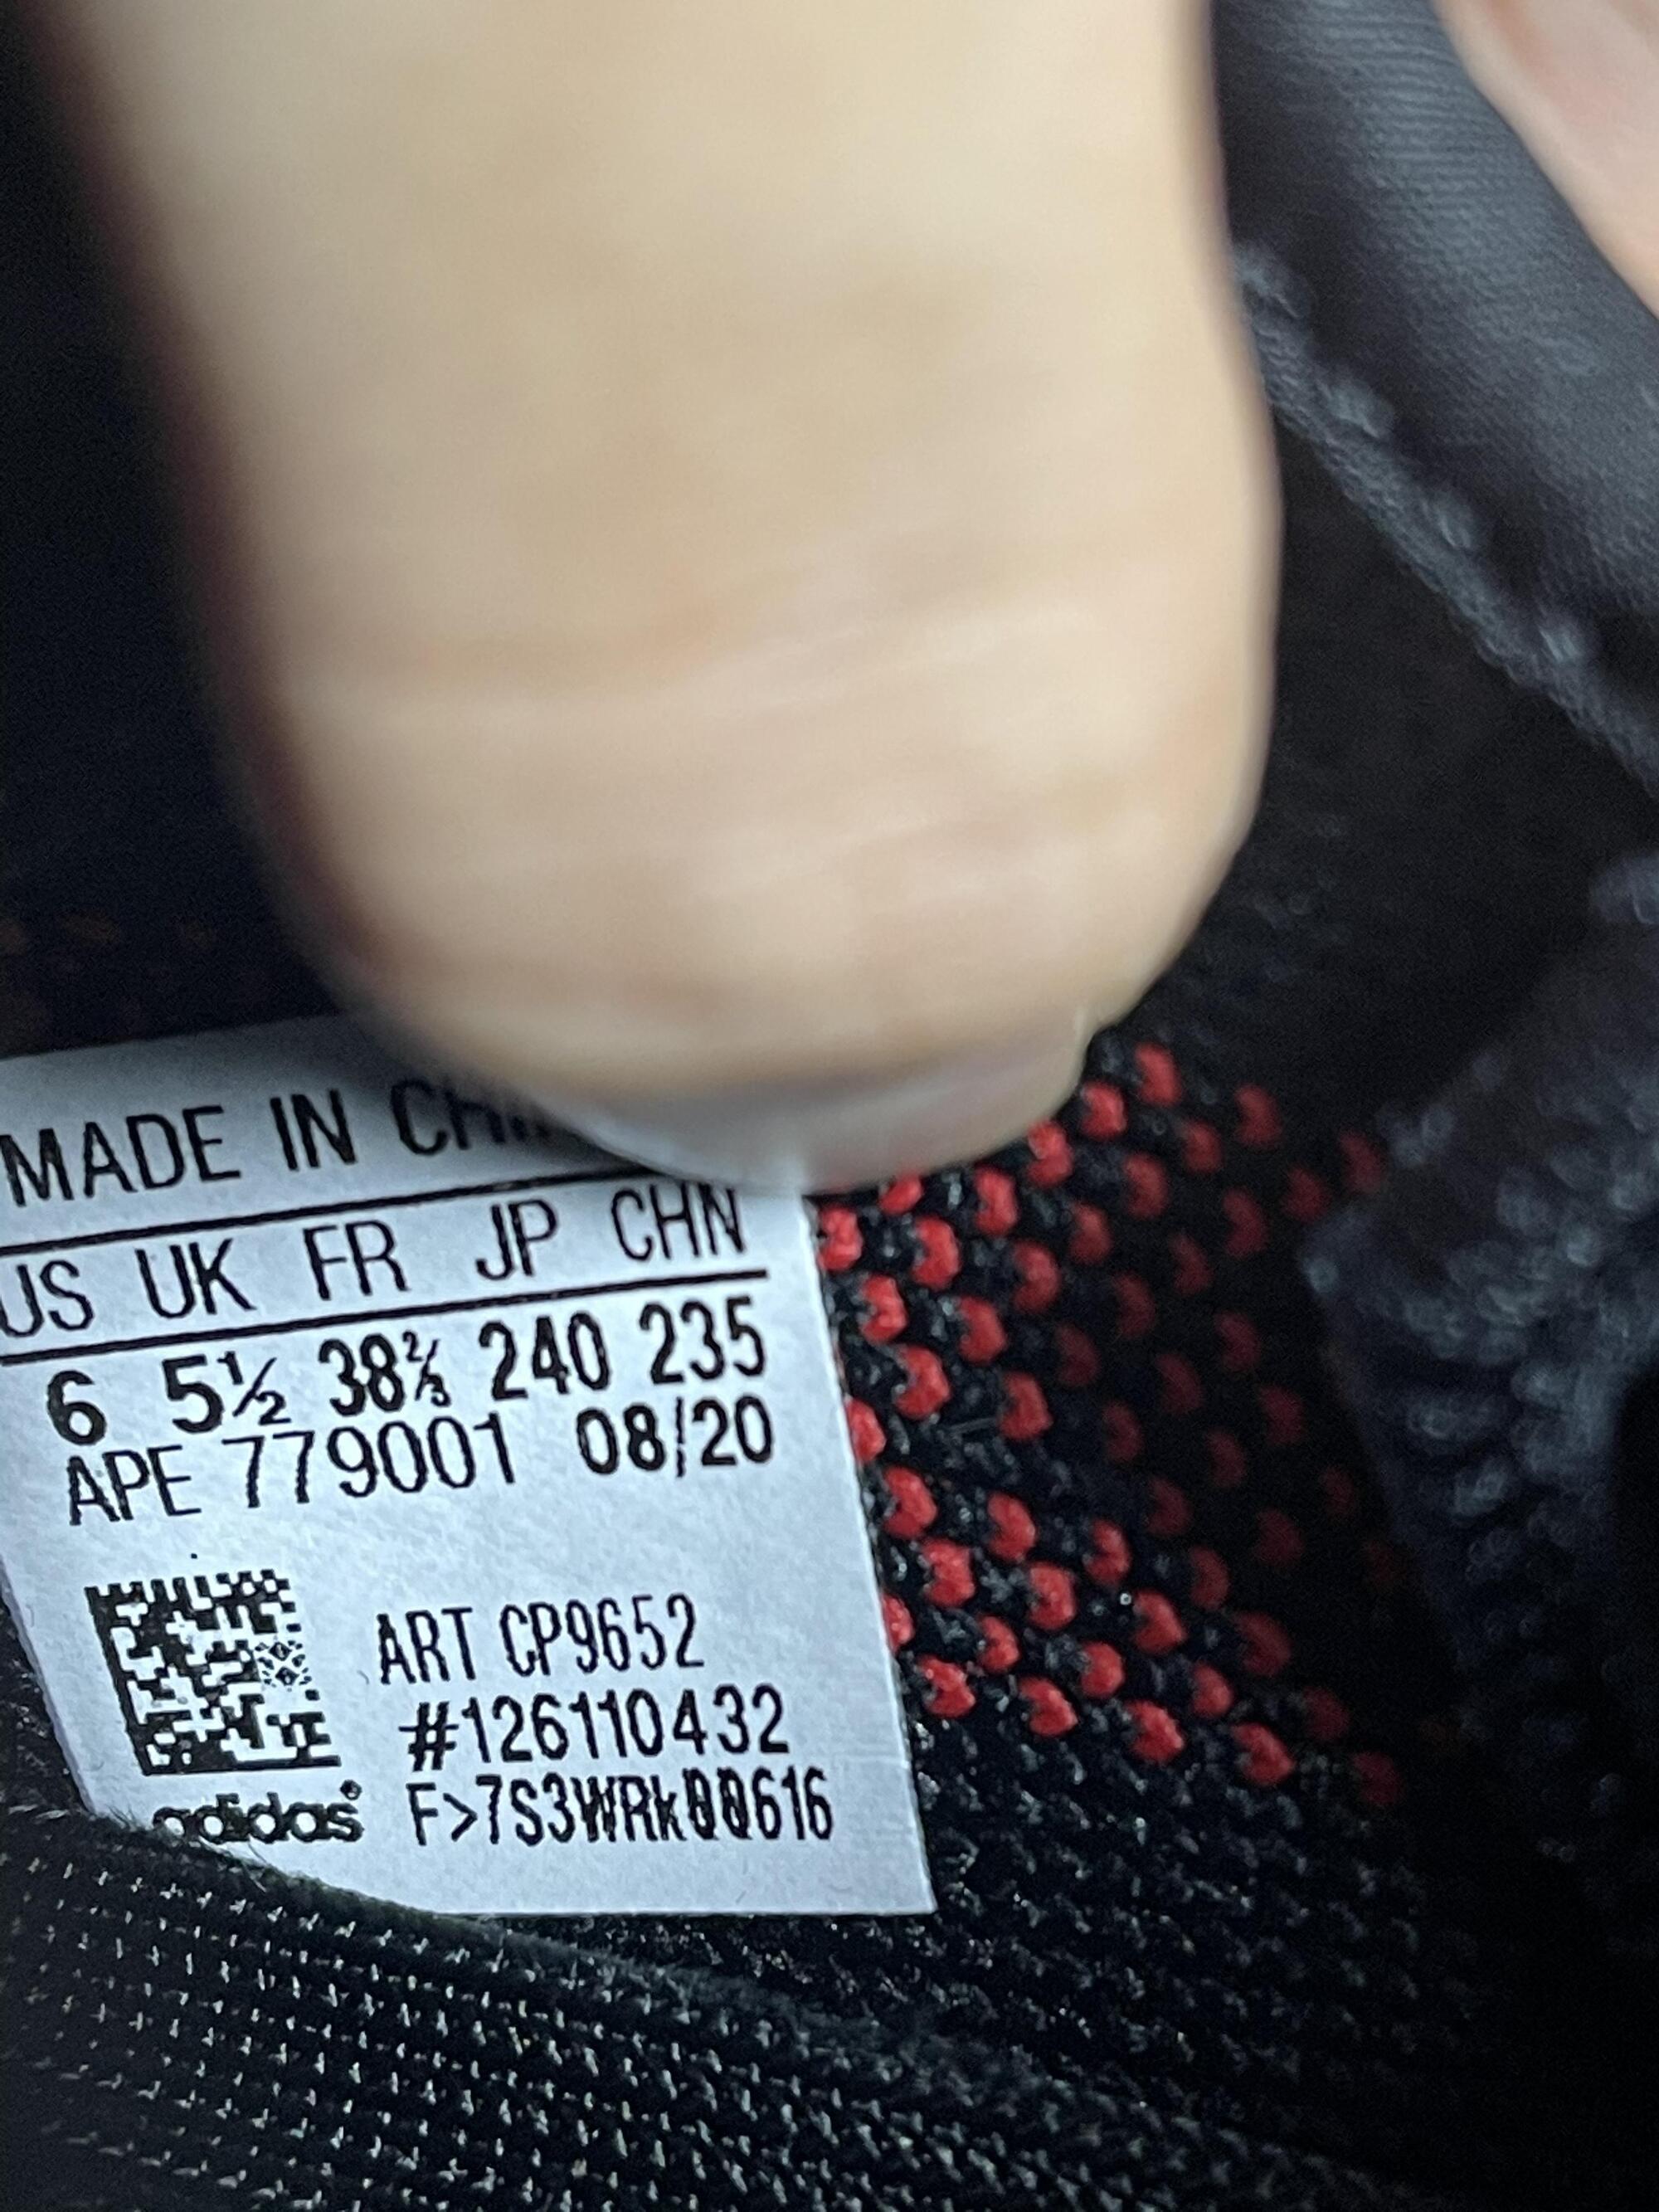 MADE IN
US UK FR JP CHN
6 5½ 38⅔ 240 235
APE 779001 08/20
ART CP9652
#126110432
adidas® F>7S3WRk00616